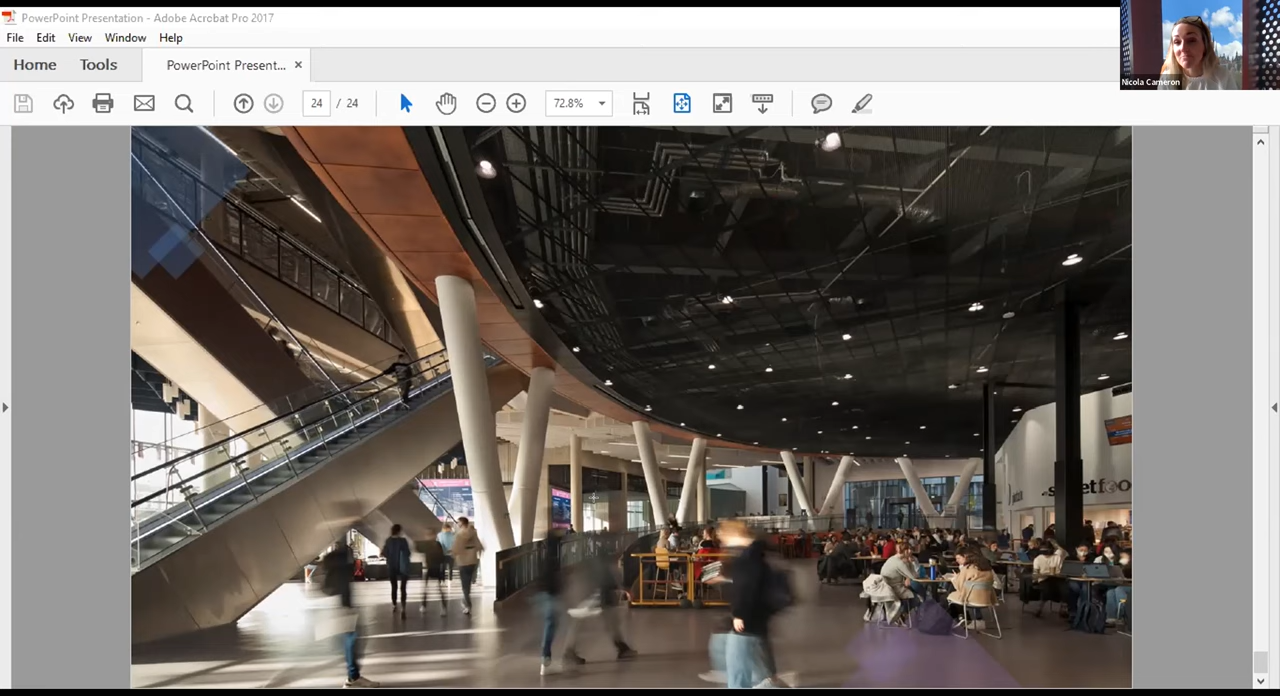 PowerPoint Presentation - Adobe Acrobat Pro 2017
File Edit View Window Help
Home Tools PowerPoint Present... ×
24 / 24 72.8%
Nicola Cameron